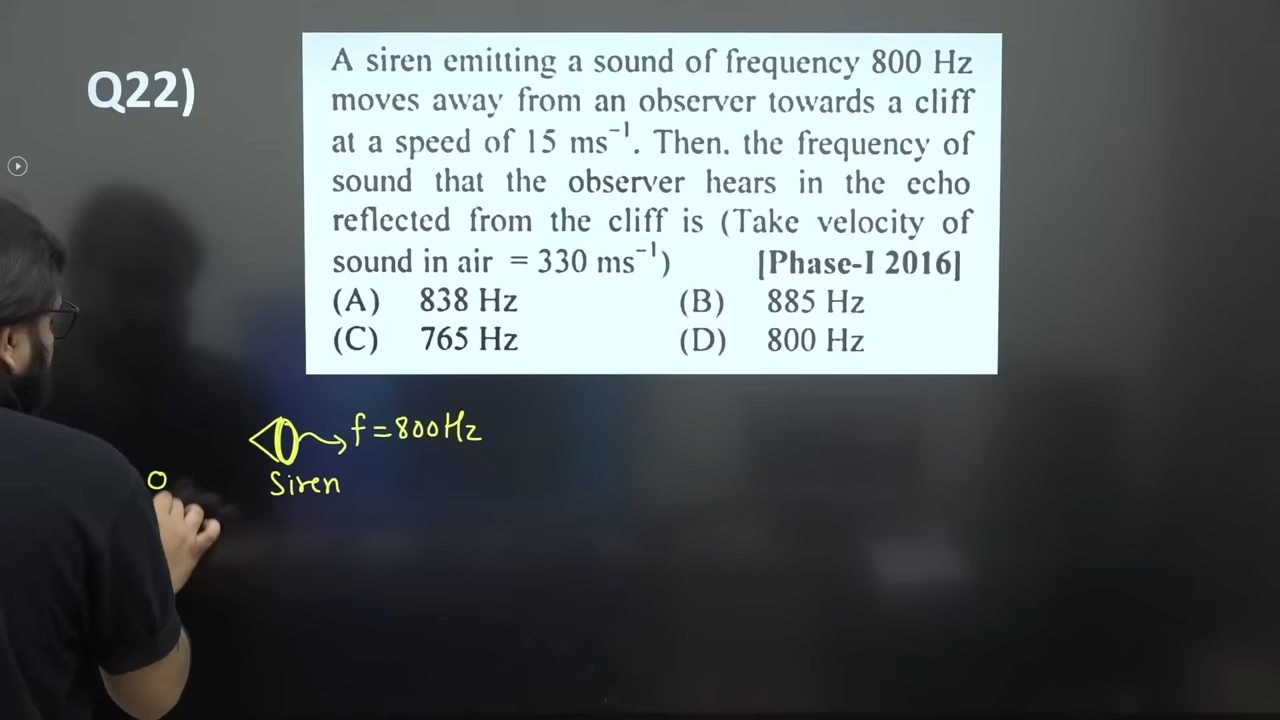 Q22)
A siren emitting a sound of frequency 800 Hz
moves away from an observer towards a cliff
at a speed of 15 ms⁻¹. Then, the frequency of
sound that the observer hears in the echo
reflected from the cliff is (Take velocity of
sound in air = 330 ms⁻¹) [Phase-I 2016]
(A) 838 Hz (B) 885 Hz
(C) 765 Hz (D) 800 Hz
f = 800Hz
O
Siren